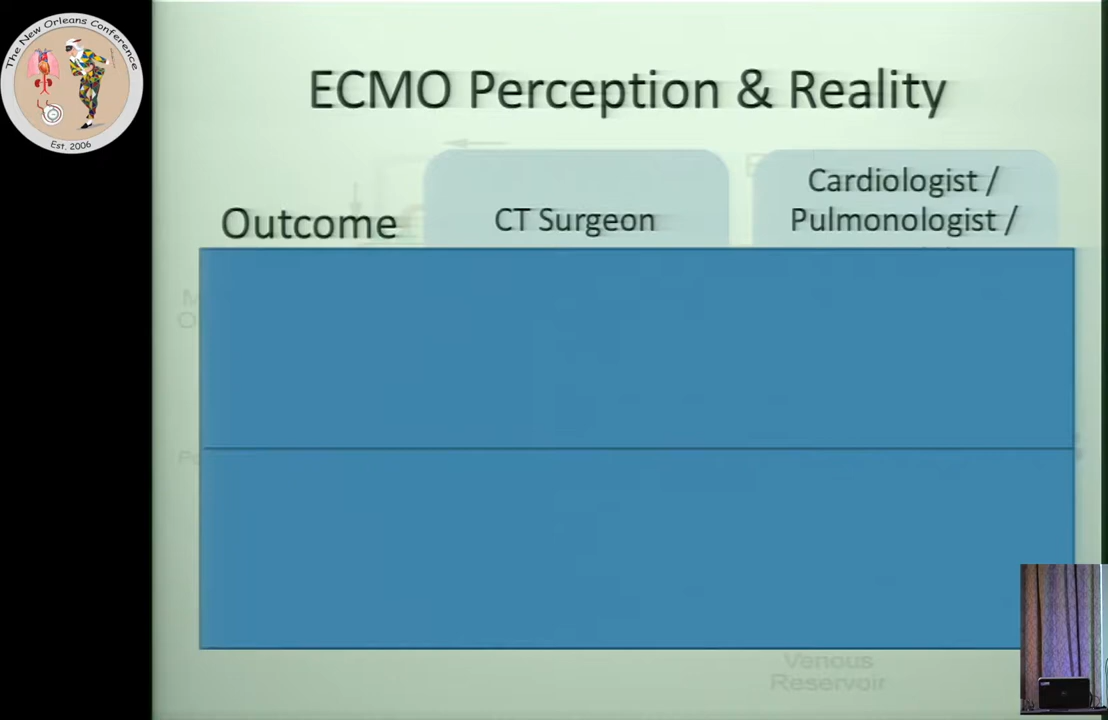 The New Orleans Conference
Est. 2006
ECMO Perception & Reality
Outcome
CT Surgeon
Cardiologist /
Pulmonologist /
Venous
Reservoir